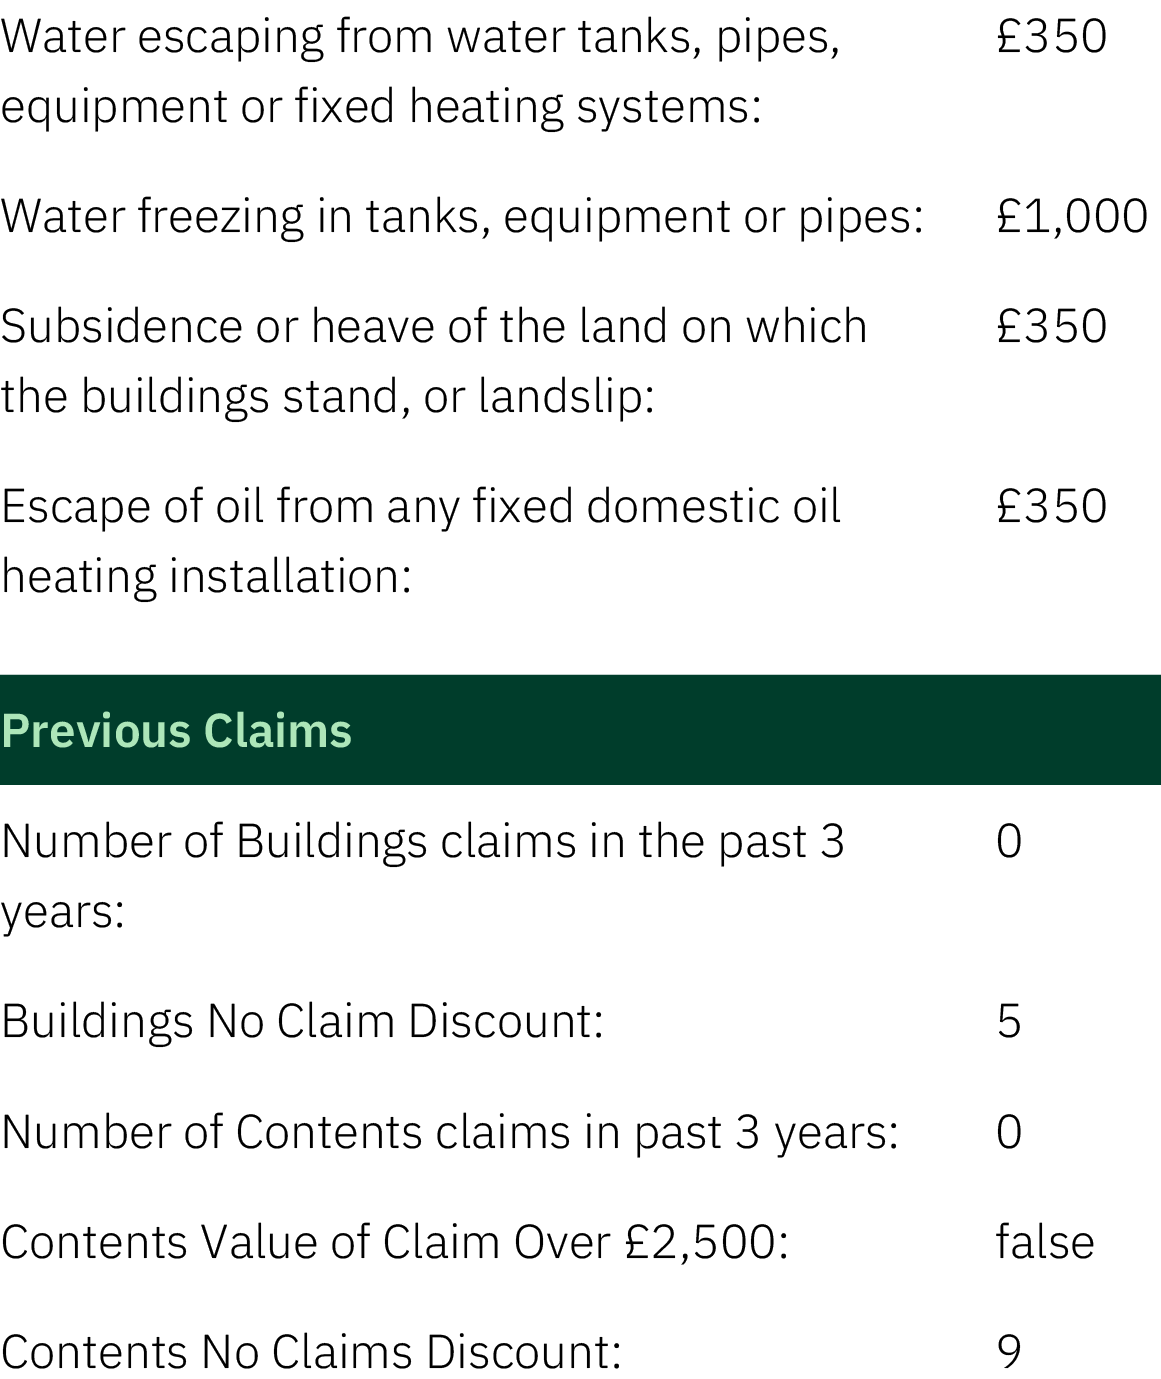 Water escaping from water tanks, pipes, £350
equipment or fixed heating systems:
Water freezing in tanks, equipment or pipes: £1,000
Subsidence or heave of the land on which £350
the buildings stand, or landslip:
Escape of oil from any fixed domestic oil £350
heating installation:
Previous Claims
Number of Buildings claims in the past 3 0
years:
Buildings No Claim Discount: 5
Number of Contents claims in past 3 years: 0
Contents Value of Claim Over £2,500: false
Contents No Claims Discount: 9